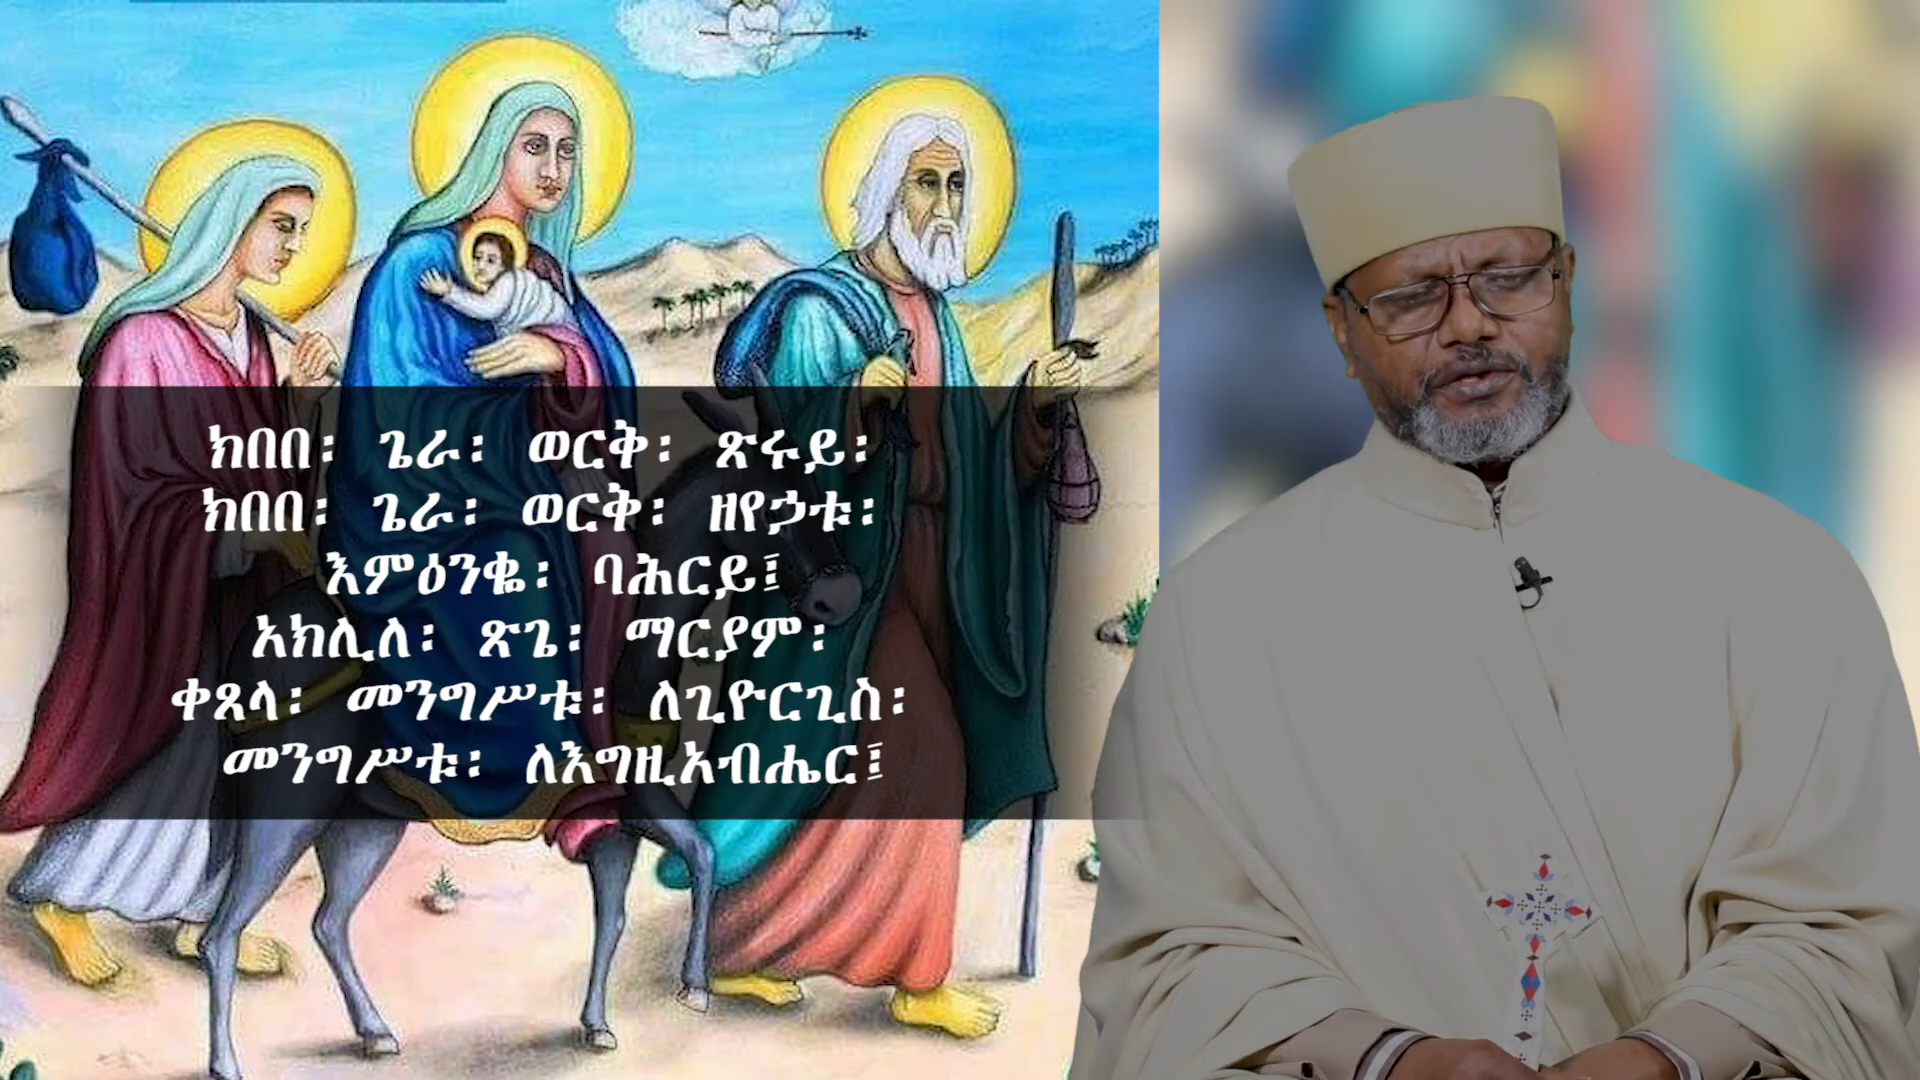 ክበበ፡ ጌራ፡ ወርቅ፡ ጽሩይ፡
ክበበ፡ ጌራ፡ ወርቅ፡ ዘየኃቱ፡
እምዕንቈ፡ ባሕርይ፤
አክሊለ፡ ጽጌ፡ ማርያም፡
ቀጸላ፡ መንግሥቱ፡ ለጊዮርጊስ፡
መንግሥቱ፡ ለእግዚአብሔር፤